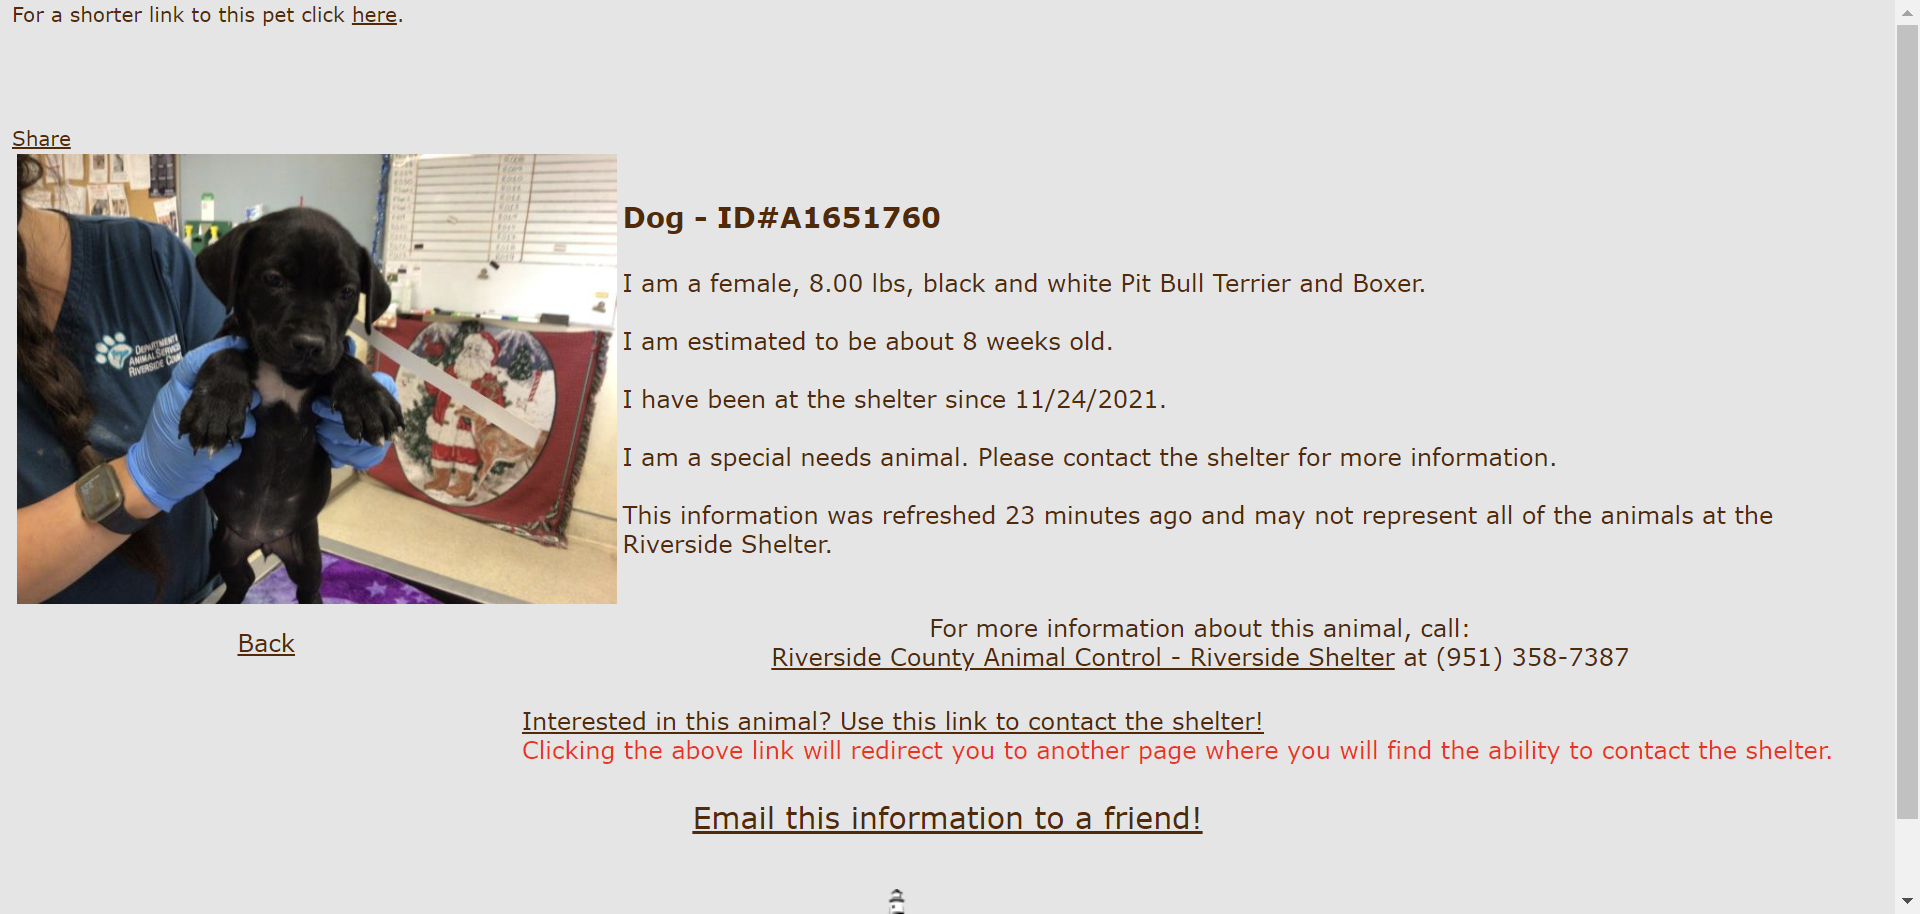 For a shorter link to this pet click here.
Share
DEPARTMENT
ANIMAL SERVIC
RIVERSIDE COU
Dog - ID#A1651760
I am a female, 8.00 lbs, black and white Pit Bull Terrier and Boxer.
I am estimated to be about 8 weeks old.
I have been at the shelter since 11/24/2021.
I am a special needs animal. Please contact the shelter for more information.
This information was refreshed 23 minutes ago and may not represent all of the animals at the
Riverside Shelter.
Back
For more information about this animal, call:
Riverside County Animal Control - Riverside Shelter at (951) 358-7387
Interested in this animal? Use this link to contact the shelter!
Clicking the above link will redirect you to another page where you will find the ability to contact the shelter.
Email this information to a friend!